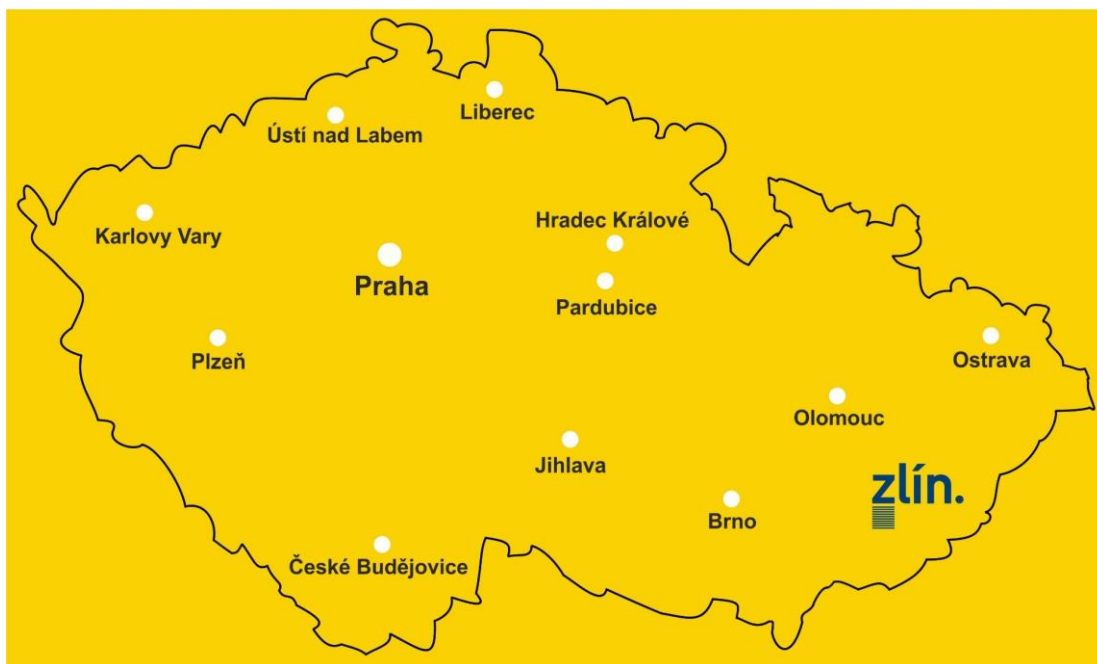 Liberec
Ústí nad Labem
Hradec Králové
Karlovy Vary
Praha
Pardubice
Plzeň
Ostrava
Olomouc
Jihlava
zlín.
Brno
České Budějovice